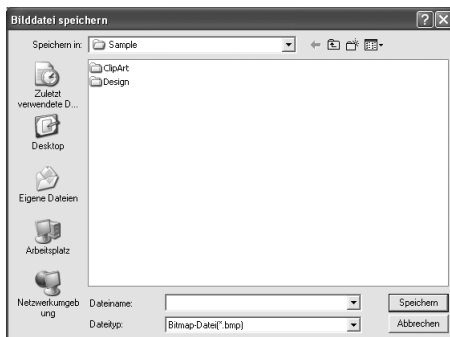 Bilddatei speichern
Speichern in: Sample
ClipArt
Design
Zuletzt
verwendete D...
Desktop
Eigene Dateien
Arbeitsplatz
Netzwerkumgeb
ung
Dateiname:
Speichern
Dateityp: Bitmap-Datei(*.bmp)
Abbrechen